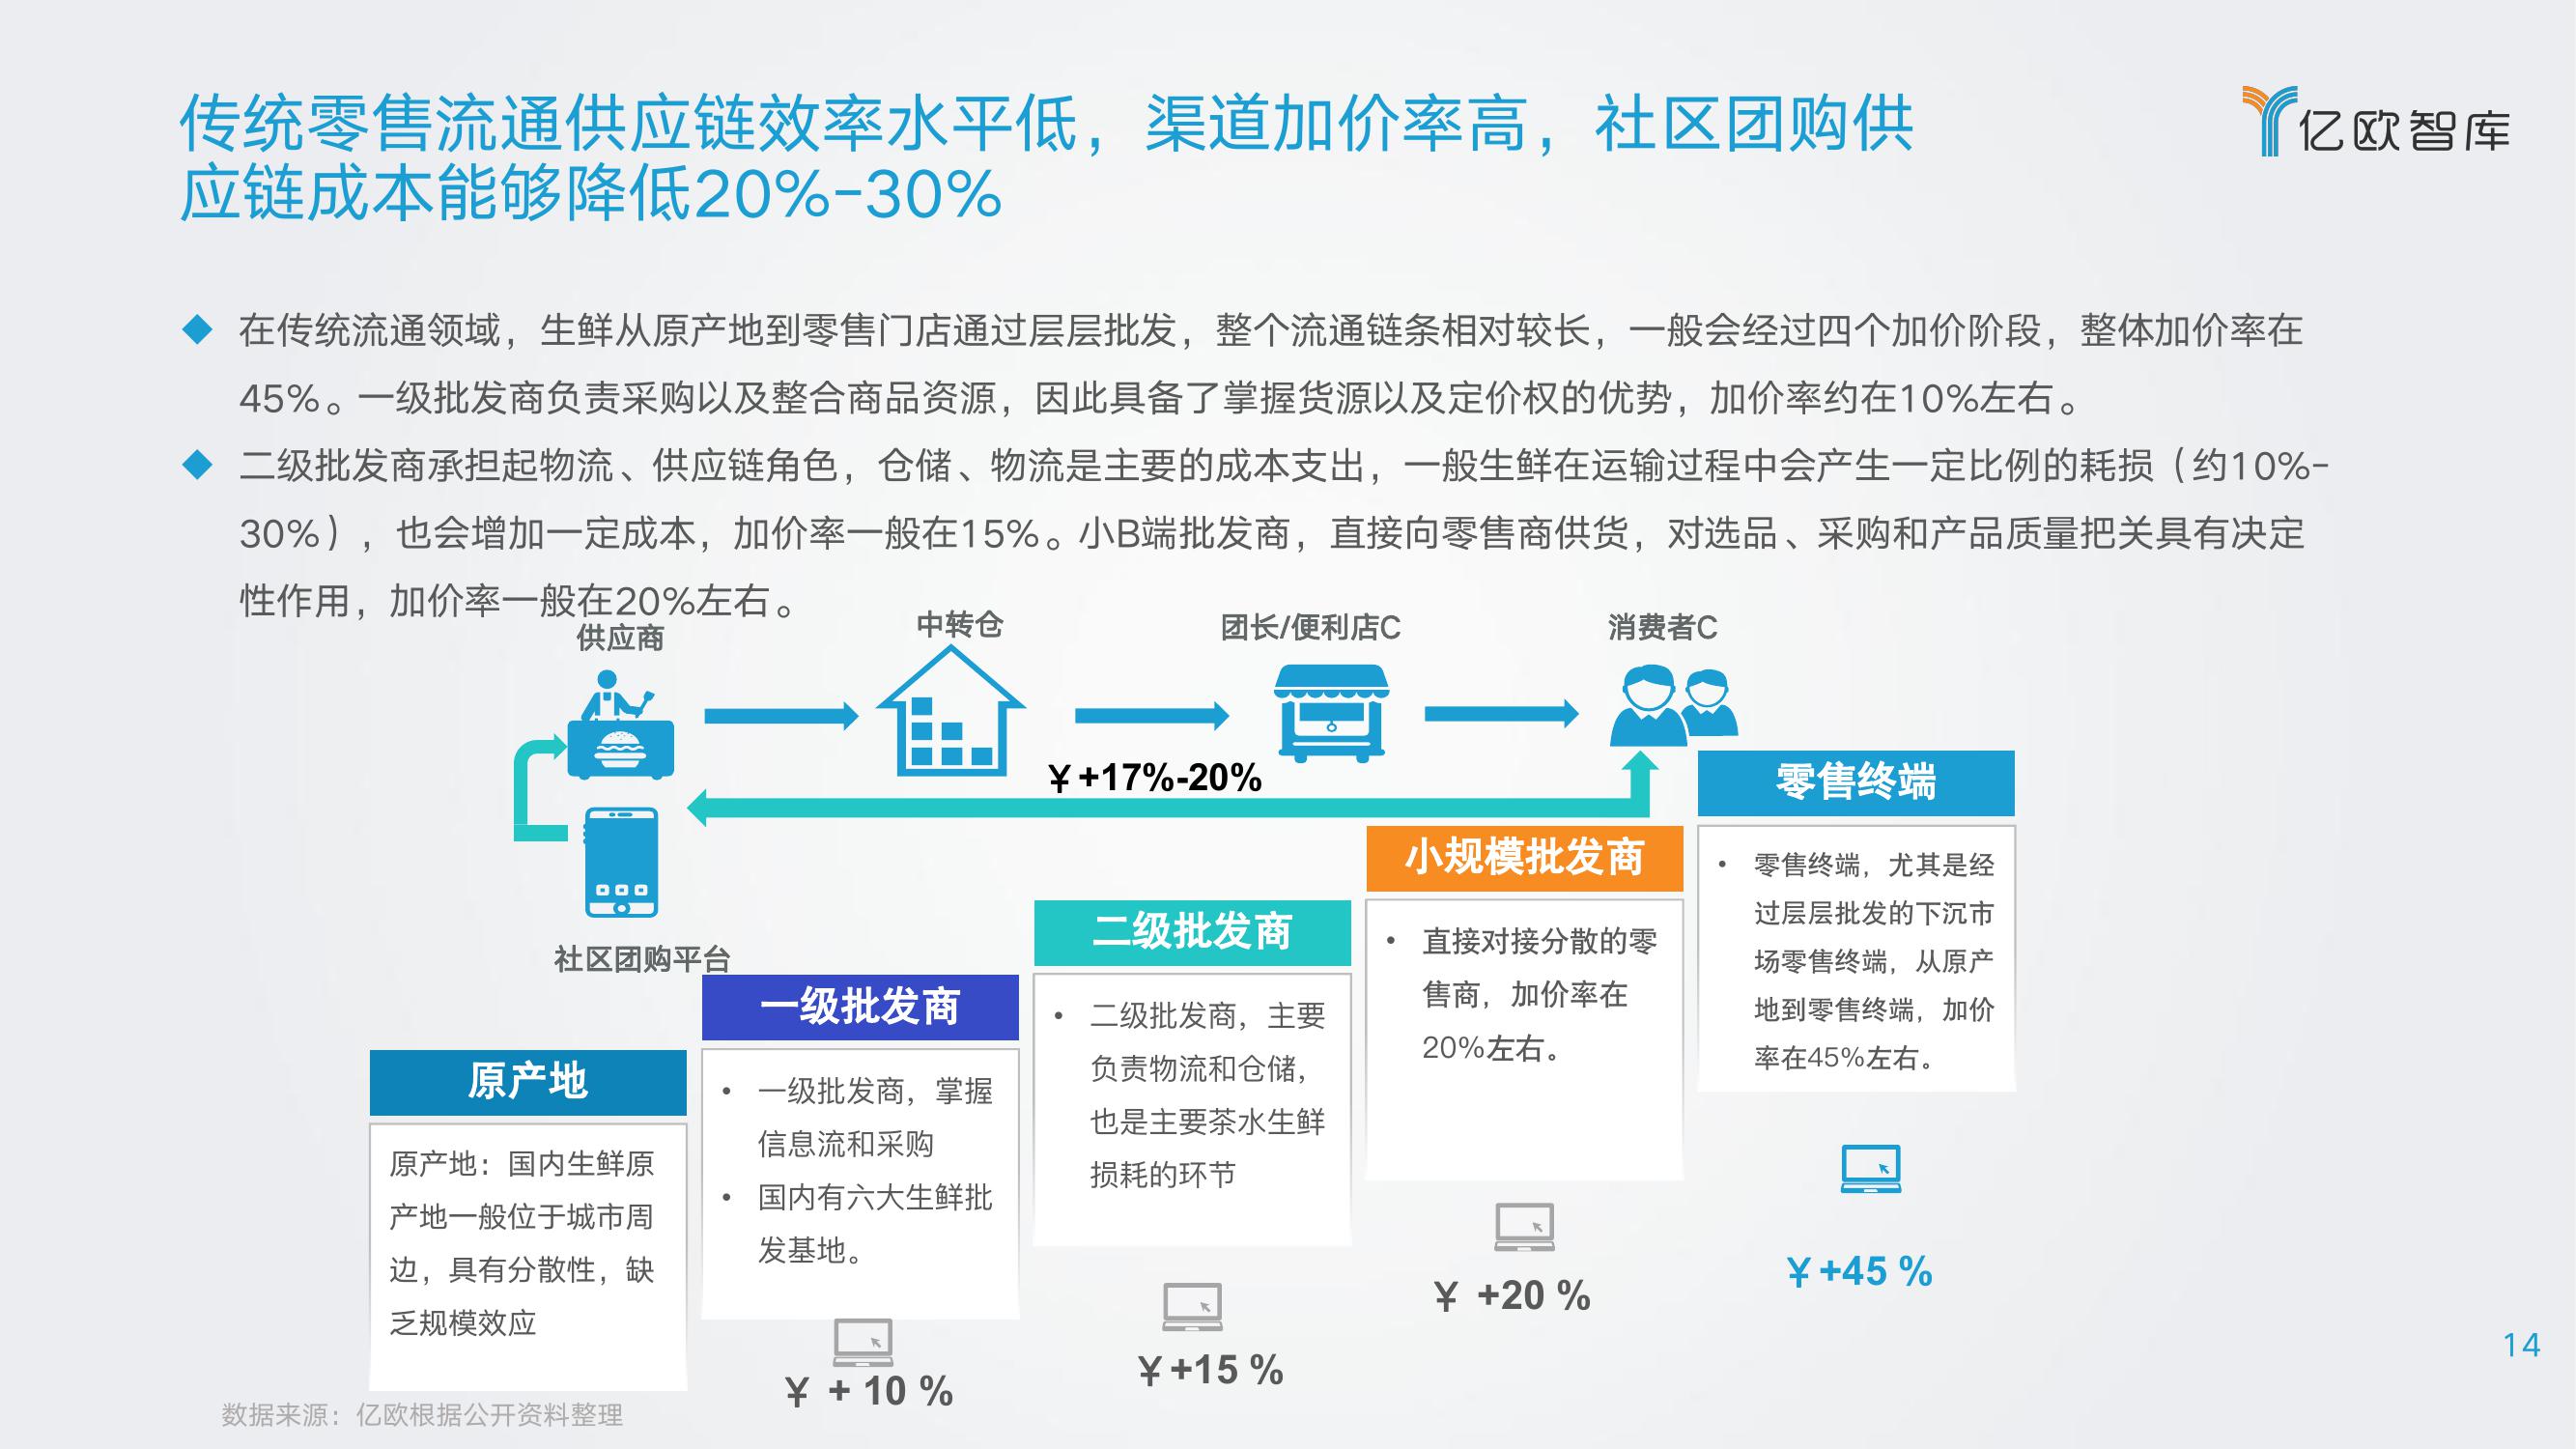 传统零售流通供应链效率水平低，渠道加价率高，社区团购供
应链成本能够降低20%-30%
亿欧智库
◆ 在传统流通领域，生鲜从原产地到零售门店通过层层批发，整个流通链条相对较长，一般会经过四个加价阶段，整体加价率在
45%。一级批发商负责采购以及整合商品资源，因此具备了掌握货源以及定价权的优势，加价率约在10%左右。
◆ 二级批发商承担起物流、供应链角色，仓储、物流是主要的成本支出，一般生鲜在运输过程中会产生一定比例的耗损（约10%-
30%），也会增加一定成本，加价率一般在15%。小B端批发商，直接向零售商供货，对选品、采购和产品质量把关具有决定
性作用，加价率一般在20%左右。
供应商
中转仓
团长/便利店C
消费者C
￥+17%-20%
社区团购平台
原产地
原产地：国内生鲜原
产地一般位于城市周
边，具有分散性，缺
乏规模效应
一级批发商
• 一级批发商，掌握
信息流和采购
• 国内有六大生鲜批
发基地。
￥ + 10 %
二级批发商
• 二级批发商，主要
负责物流和仓储，
也是主要茶水生鲜
损耗的环节
￥+15 %
小规模批发商
• 直接对接分散的零
售商，加价率在
20%左右。
￥ +20 %
零售终端
• 零售终端，尤其是经
过层层批发的下沉市
场零售终端，从原产
地到零售终端，加价
率在45%左右。
￥+45 %
14
数据来源：亿欧根据公开资料整理